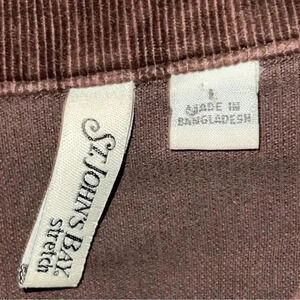 ST. JOHN'S BAY
Stretch
L
MADE IN
BANGLADESH